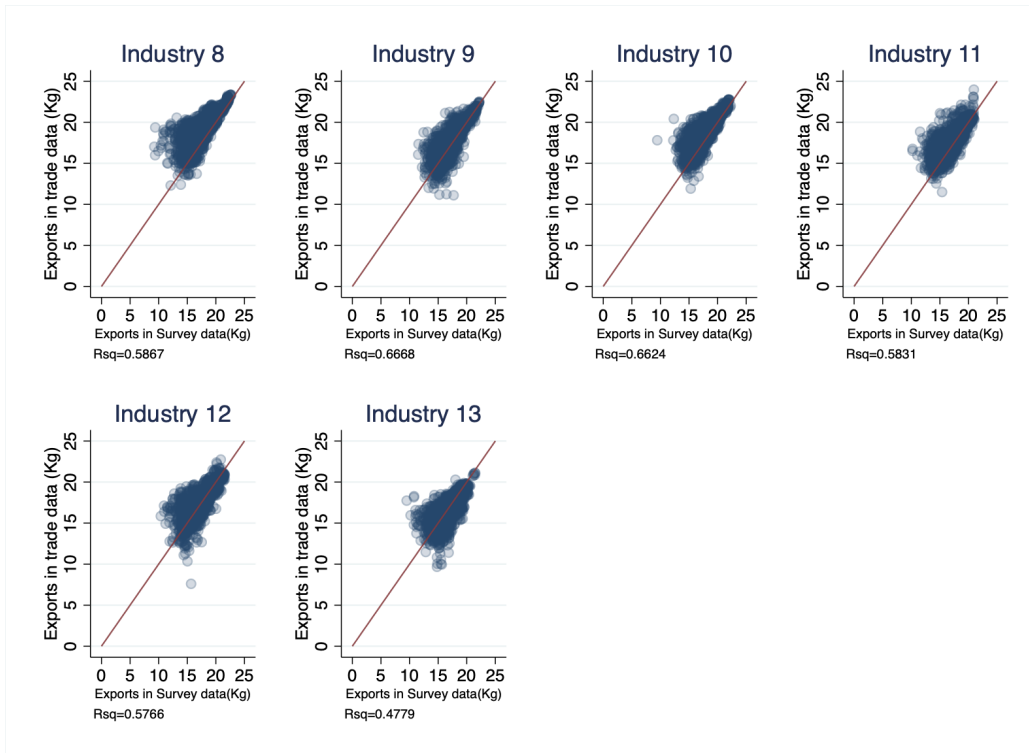 Industry 8
Exports in trade data (Kg)
25
20
15
10
5
0
0 5 10 15 20 25
Exports in Survey data(Kg)
Rsq=0.5867
Industry 9
Exports in trade data (Kg)
25
20
15
10
5
0
0 5 10 15 20 25
Exports in Survey data(Kg)
Rsq=0.6668
Industry 10
Exports in trade data (Kg)
25
20
15
10
5
0
0 5 10 15 20 25
Exports in Survey data(Kg)
Rsq=0.6624
Industry 11
Exports in trade data (Kg)
25
20
15
10
5
0
0 5 10 15 20 25
Exports in Survey data(Kg)
Rsq=0.5831
Industry 12
Exports in trade data (Kg)
25
20
15
10
5
0
0 5 10 15 20 25
Exports in Survey data(Kg)
Rsq=0.5766
Industry 13
Exports in trade data (Kg)
25
20
15
10
5
0
0 5 10 15 20 25
Exports in Survey data(Kg)
Rsq=0.4779